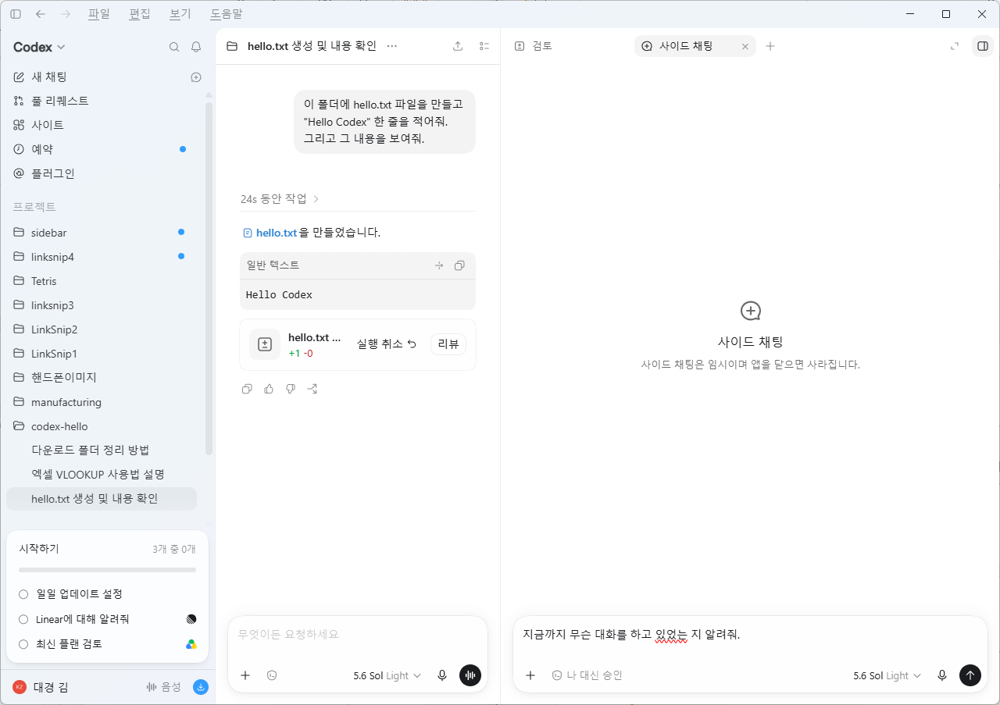 파일 편집 보기 도움말
Codex
새 채팅
풀 리퀘스트
사이트
예약
플러그인
프로젝트
sidebar
linksnip4
Tetris
linksnip3
LinkSnip2
LinkSnip1
핸드폰이미지
manufacturing
codex-hello
다운로드 폴더 정리 방법
엑셀 VLOOKUP 사용법 설명
hello.txt 생성 및 내용 확인
시작하기 3개 중 0개
일일 업데이트 설정
Linear에 대해 알려줘
최신 플랜 검토
KZ 대경 김 음성
hello.txt 생성 및 내용 확인 ...
이 폴더에 hello.txt 파일을 만들고
"Hello Codex" 한 줄을 적어줘.
그리고 그 내용을 보여줘.
24s 동안 작업
hello.txt을 만들었습니다.
일반 텍스트
Hello Codex
hello.txt ... 실행 취소 리뷰
+1 -0
무엇이든 요청하세요
5.6 Sol Light
검토 사이드 채팅
사이드 채팅
사이드 채팅은 임시이며 앱을 닫으면 사라집니다.
지금까지 무슨 대화를 하고 있었는 지 알려줘.
나 대신 승인 5.6 Sol Light